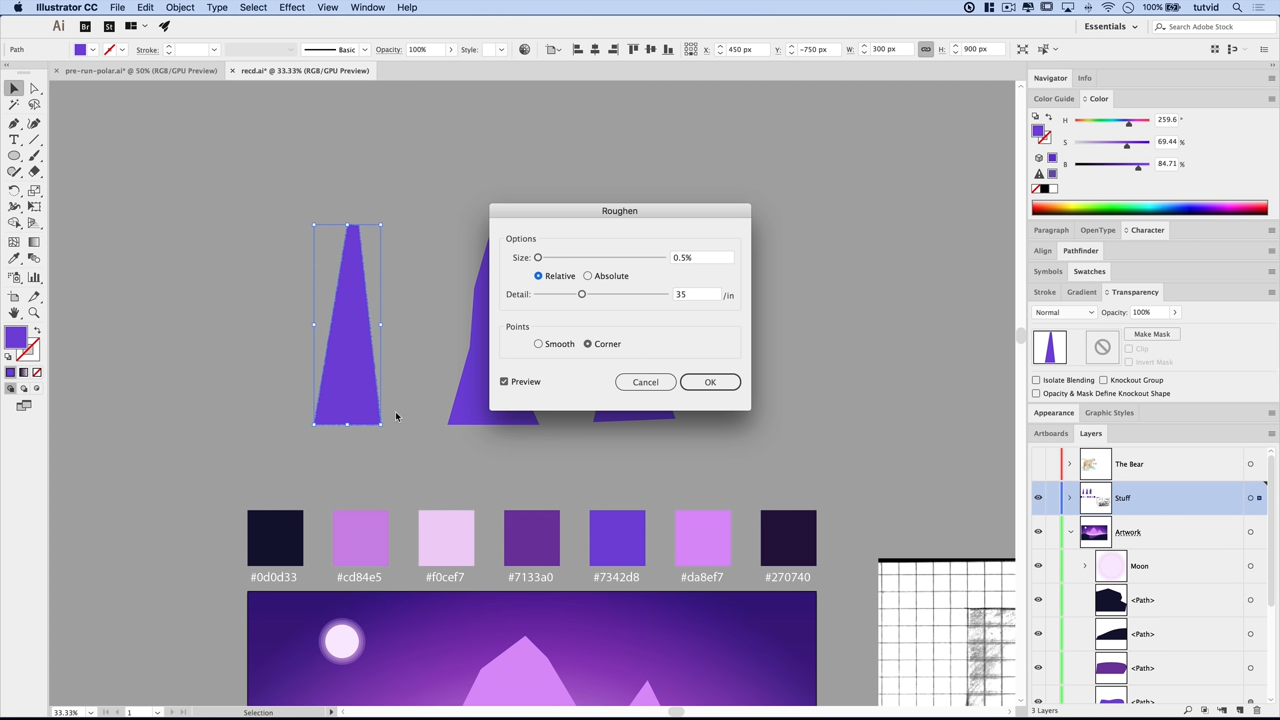 Illustrator CC File Edit Object Type Select Effect View Window Help 100% tutvid
Ai Br St Essentials Search Adobe Stock
Path Stroke: Basic Opacity: 100% Style: X: 450 px Y: -750 px W: 300 px H: 900 px
pre-run-polar.ai* @ 50% (RGB/GPU Preview) recd.ai* @ 33.33% (RGB/GPU Preview)
Navigator Info
Color Guide Color
H 259.6 °
S 69.44 %
B 84.71 %
Roughen
Options
Size: 0.5%
Relative Absolute
Detail: 35 /in
Points
Smooth Corner
Preview Cancel OK
Paragraph OpenType Character
Align Pathfinder
Symbols Swatches
Stroke Gradient Transparency
Normal Opacity: 100%
Make Mask
Clip
Invert Mask
Isolate Blending Knockout Group
Opacity & Mask Define Knockout Shape
Appearance Graphic Styles
Artboards Layers
The Bear
Stuff
Artwork
Moon
<Path>
<Path>
<Path>
<Path>
3 Layers
#0d0d33 #cd84e5 #f0cef7 #7133a0 #7342d8 #da8ef7 #270740
33.33% 1 Selection